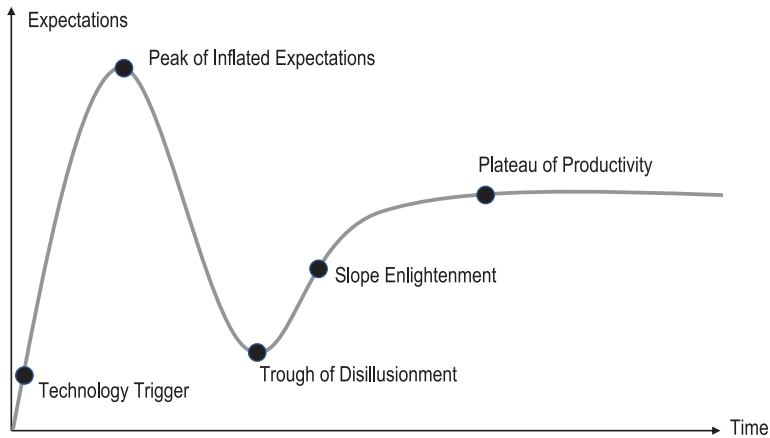 Expectations
Peak of Inflated Expectations
Plateau of Productivity
Slope Enlightenment
Trough of Disillusionment
Technology Trigger
Time